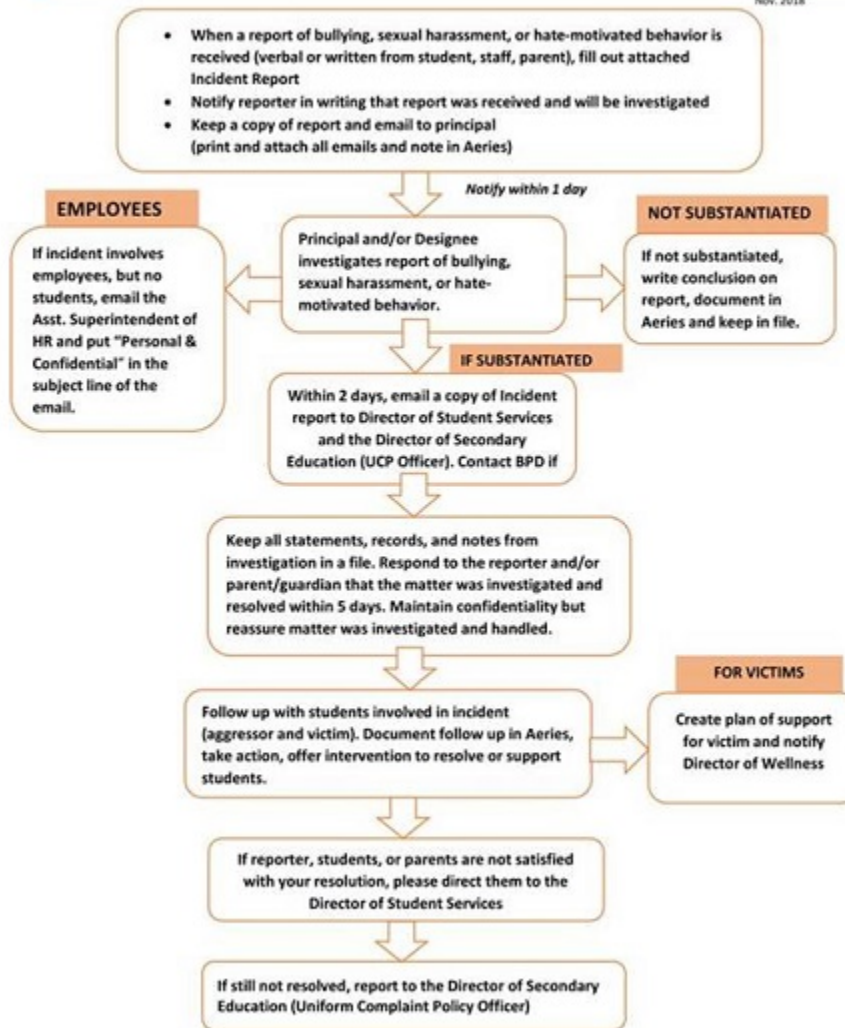 Nov. 2018
• When a report of bullying, sexual harassment, or hate-motivated behavior is
received (verbal or written from student, staff, parent), fill out attached
Incident Report
• Notify reporter in writing that report was received and will be investigated
• Keep a copy of report and email to principal
(print and attach all emails and note in Aeries)
Notify within 1 day
EMPLOYEES
If incident involves
employees, but no
students, email the
Asst. Superintendent of
HR and put "Personal &
Confidential" in the
subject line of the
email.
Principal and/or Designee
investigates report of bullying,
sexual harassment, or hate-
motivated behavior.
NOT SUBSTANTIATED
If not substantiated,
write conclusion on
report, document in
Aeries and keep in file.
IF SUBSTANTIATED
Within 2 days, email a copy of Incident
report to Director of Student Services
and the Director of Secondary
Education (UCP Officer). Contact BPD if
Keep all statements, records, and notes from
investigation in a file. Respond to the reporter and/or
parent/guardian that the matter was investigated and
resolved within 5 days. Maintain confidentiality but
reassure matter was investigated and handled.
Follow up with students involved in incident
(aggressor and victim). Document follow up in Aeries,
take action, offer intervention to resolve or support
students.
FOR VICTIMS
Create plan of support
for victim and notify
Director of Wellness
If reporter, students, or parents are not satisfied
with your resolution, please direct them to the
Director of Student Services
If still not resolved, report to the Director of Secondary
Education (Uniform Complaint Policy Officer)